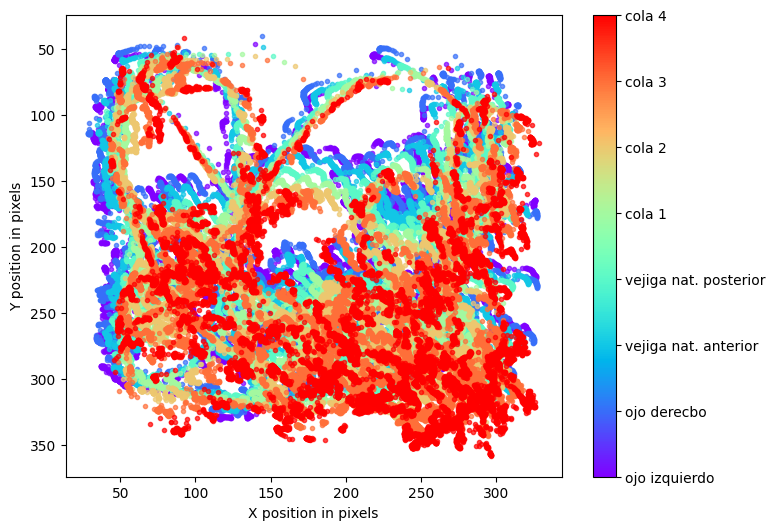 50
100
150
200
250
300
350
Y position in pixels
50
100
150
200
250
300
X position in pixels
cola 4
cola 3
cola 2
cola 1
vejiga nat. posterior
vejiga nat. anterior
ojo derecbo
ojo izquierdo